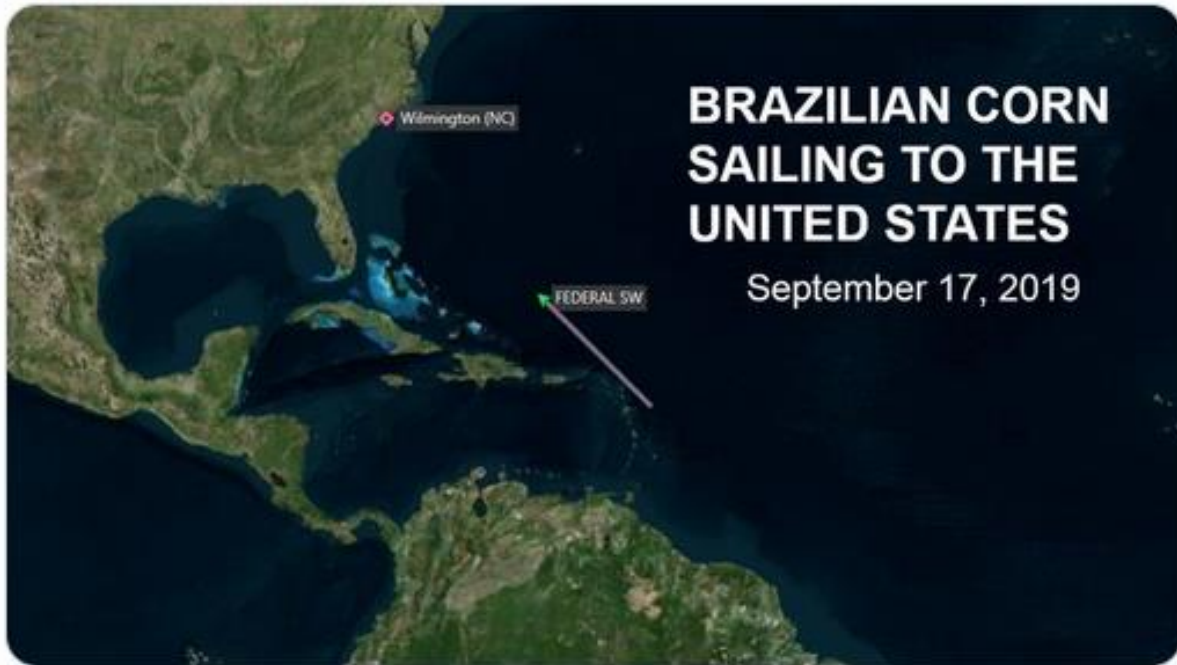 BRAZILIAN CORN
SAILING TO THE
UNITED STATES
September 17, 2019
Wilmington (NC)
FEDERAL SW